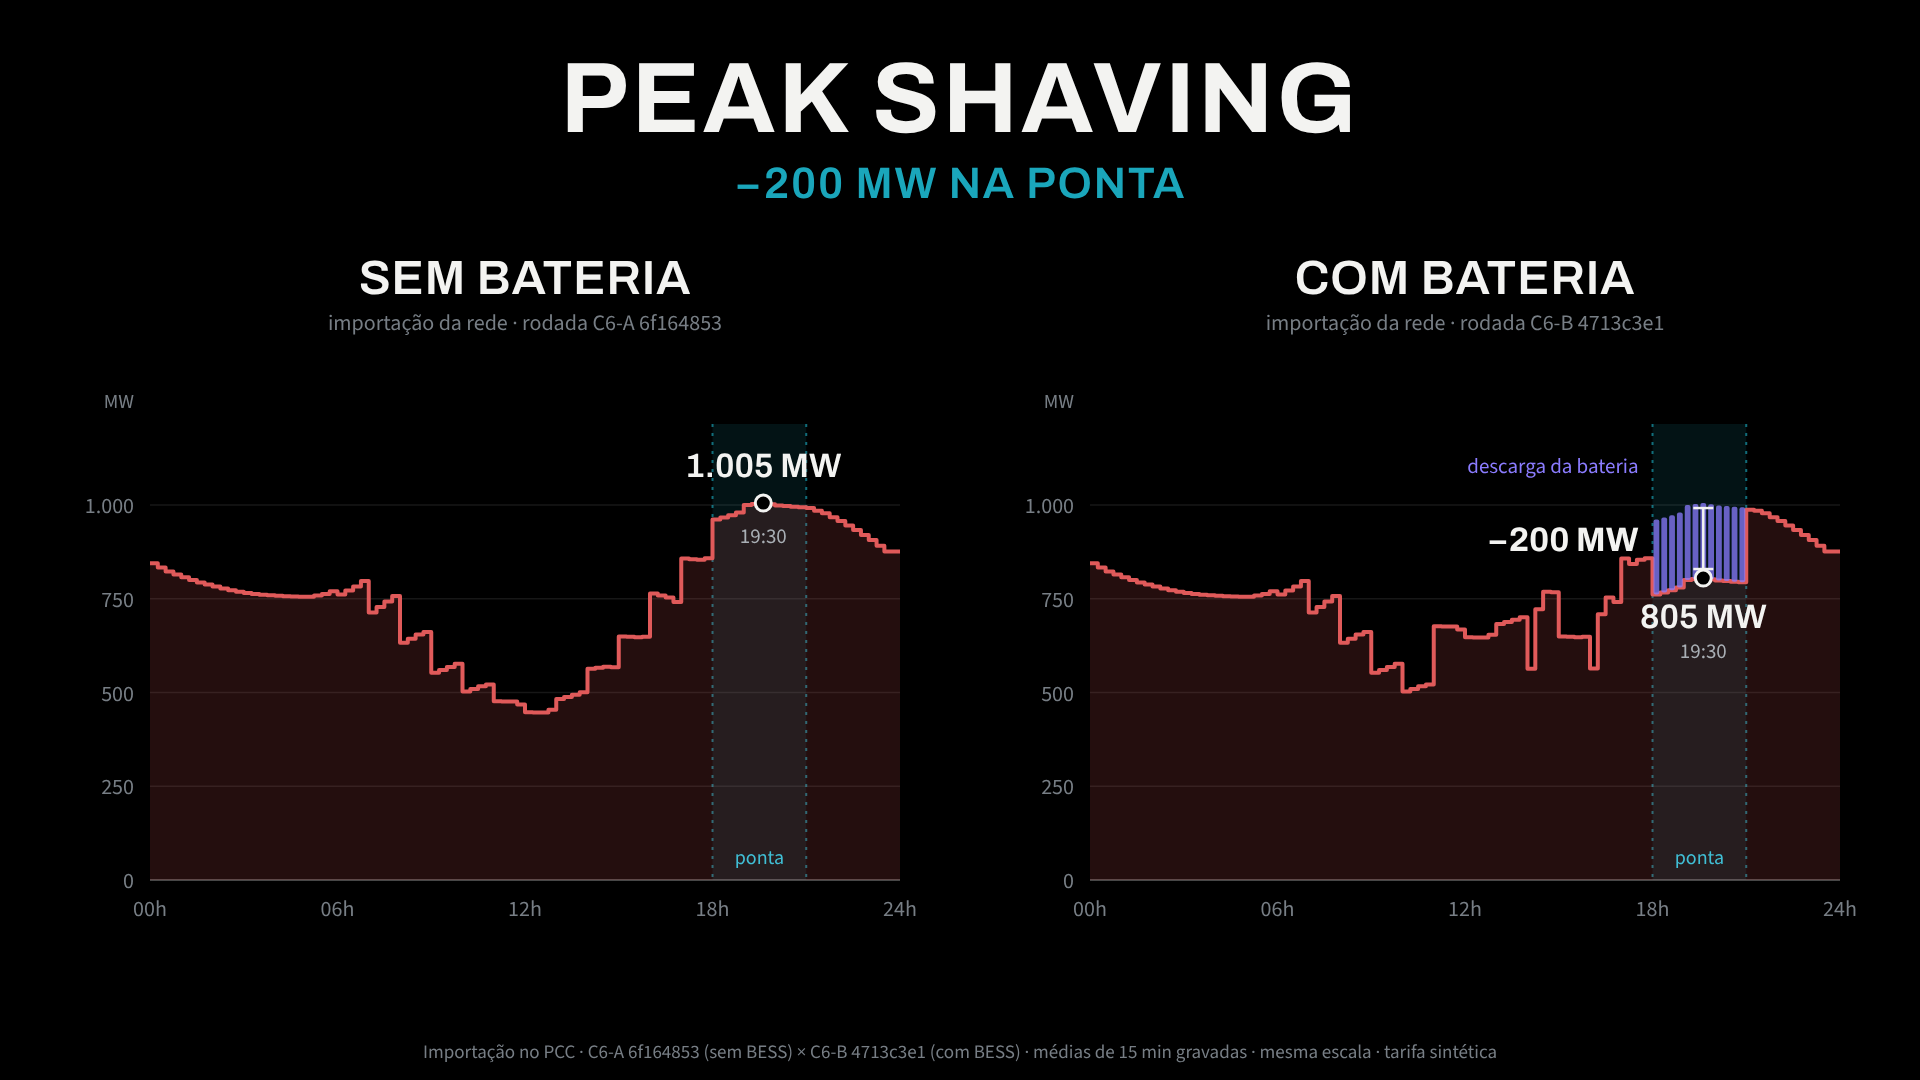 PEAK SHAVING
–200 MW NA PONTA
SEM BATERIA
importação da rede · rodada C6-A 6f164853
MW
1.005 MW
19:30
1.000
750
500
250
0
ponta
00h
06h
12h
18h
24h
COM BATERIA
importação da rede · rodada C6-B 4713c3e1
MW
descarga da bateria
–200 MW
805 MW
19:30
1.000
750
500
250
0
ponta
00h
06h
12h
18h
24h
Importação no PCC · C6-A 6f164853 (sem BESS) × C6-B 4713c3e1 (com BESS) · médias de 15 min gravadas · mesma escala · tarifa sintética